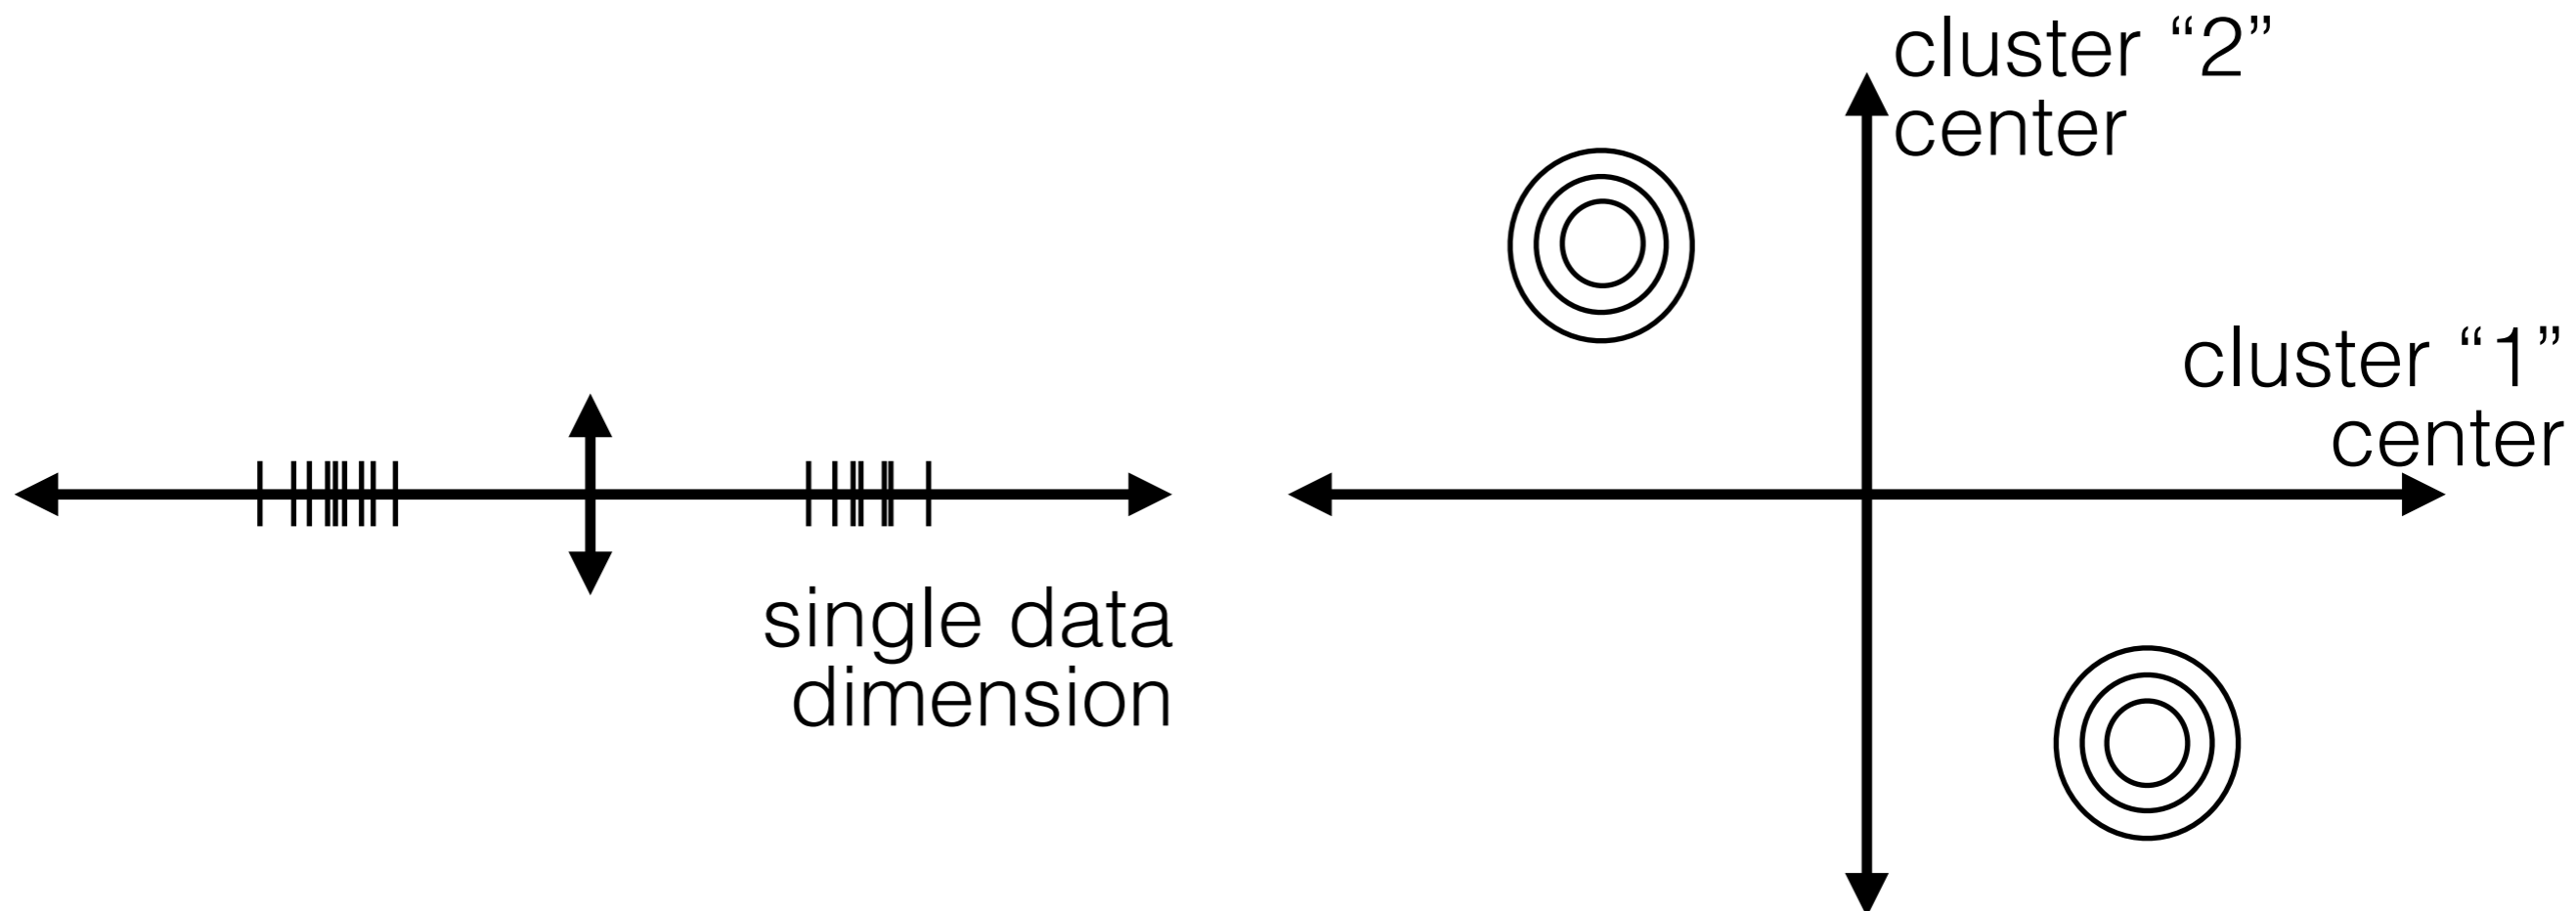 cluster “2”
center
cluster “1”
center
single data
dimension